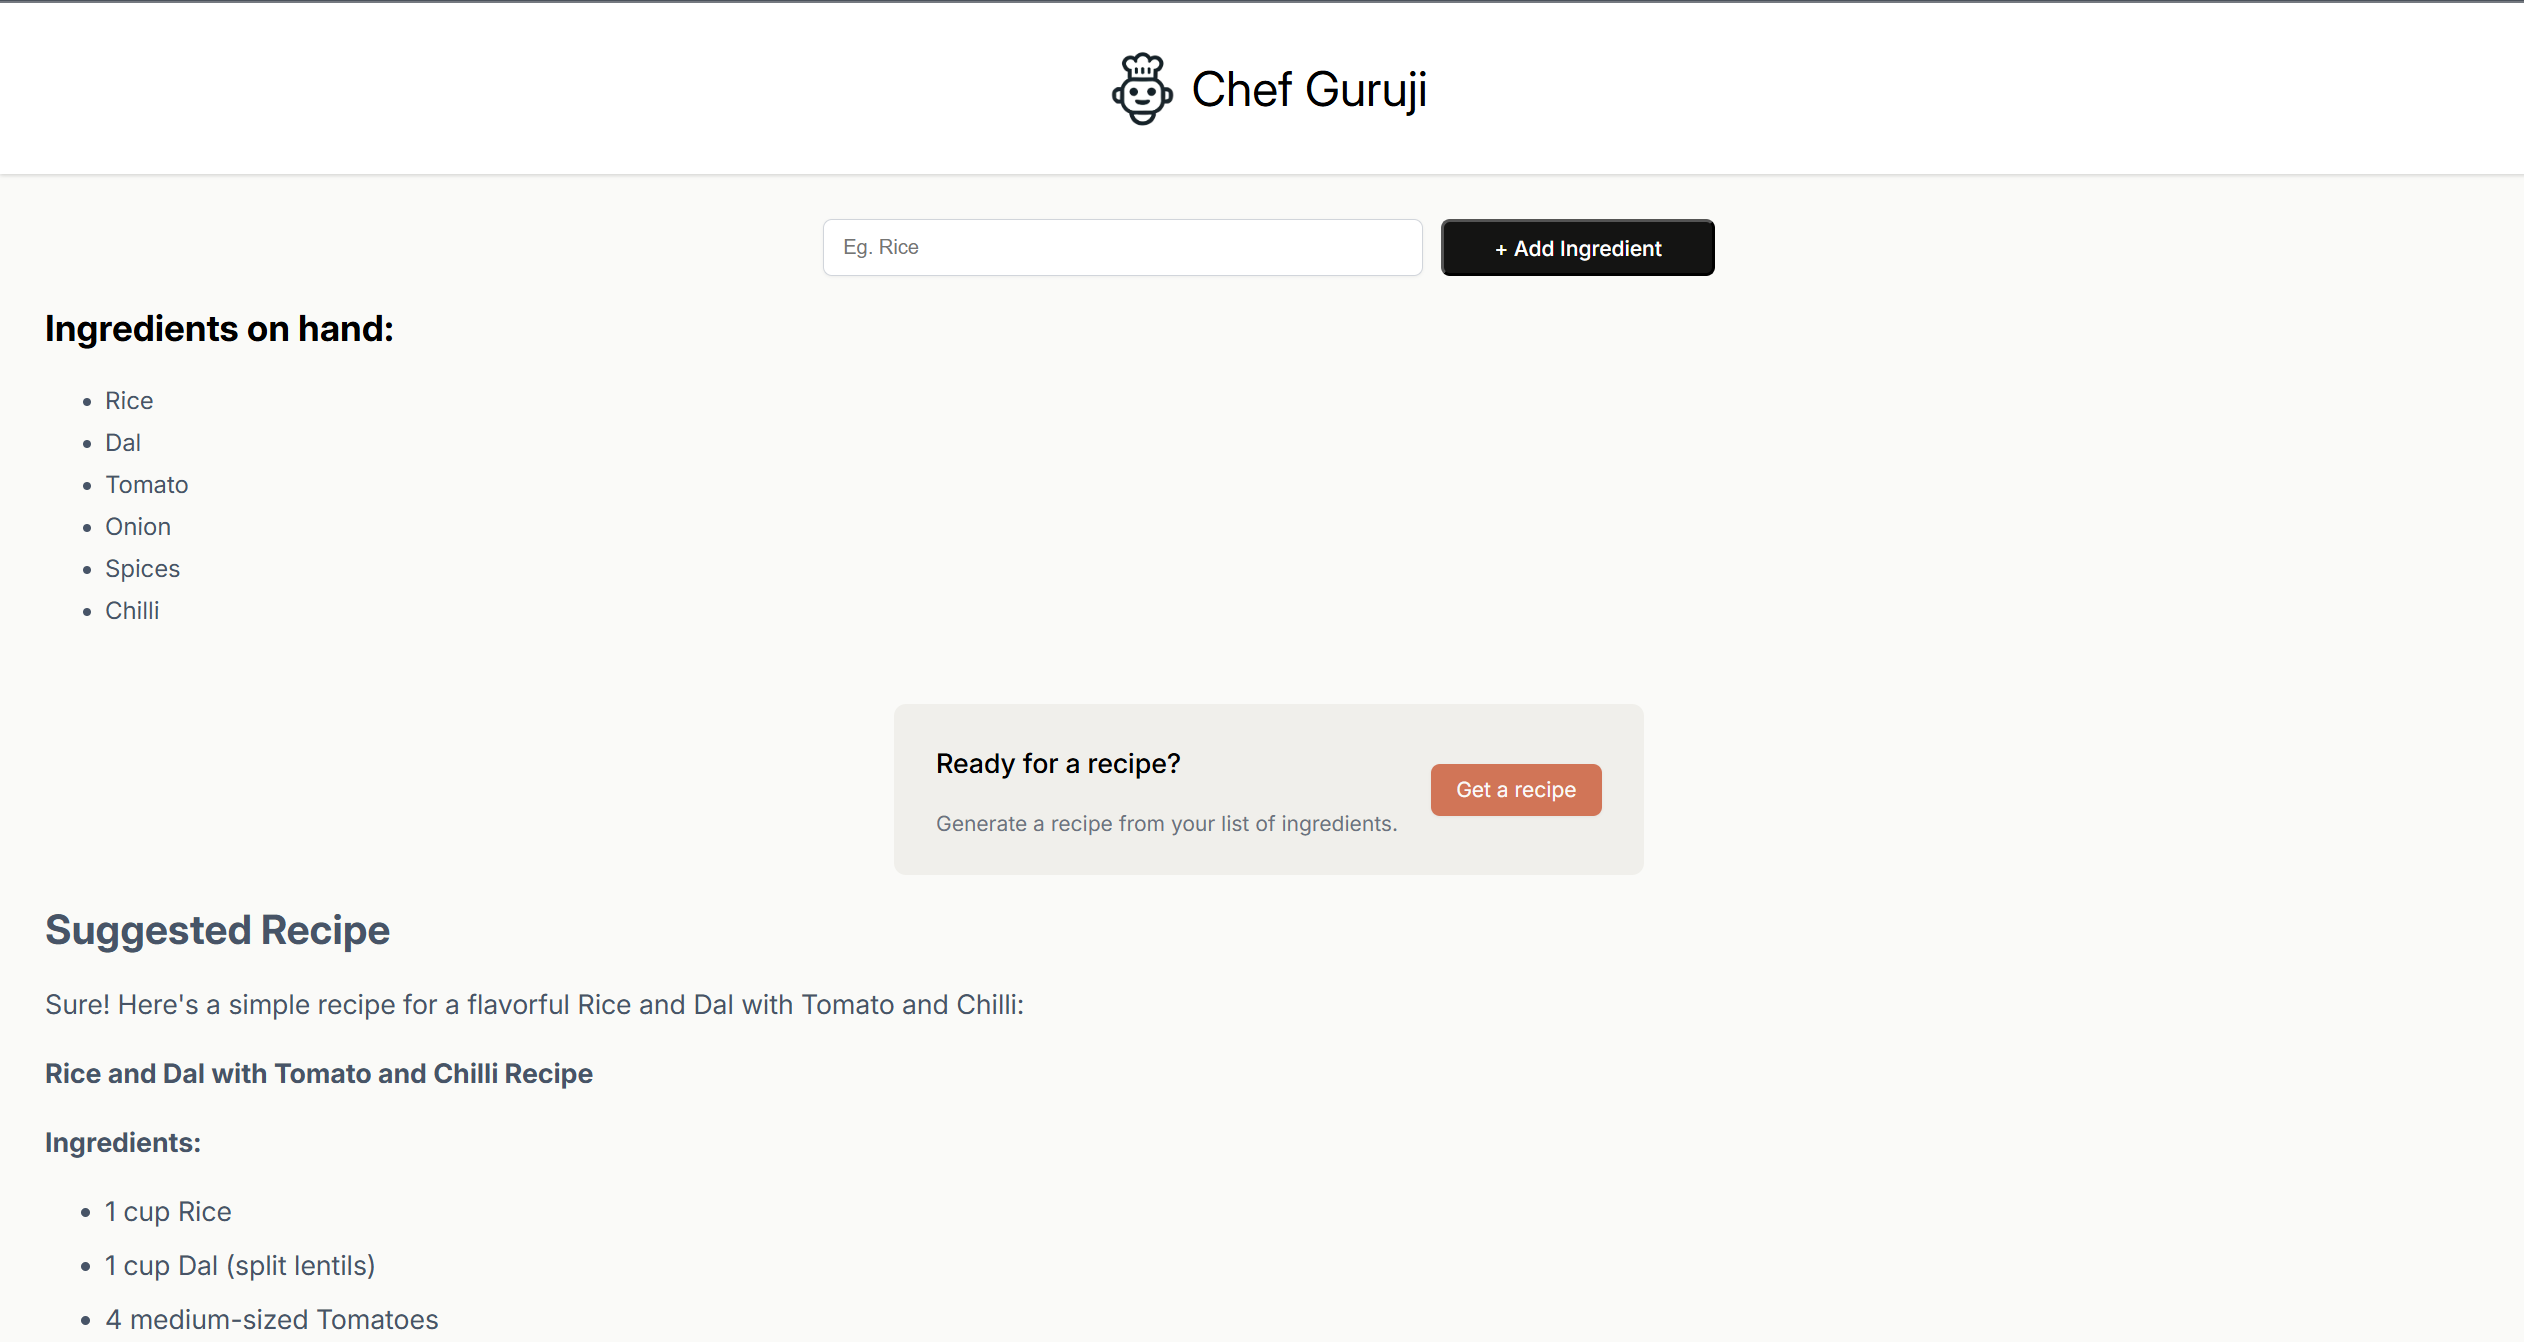 Chef Guruji
Eg. Rice
+ Add Ingredient
Ingredients on hand:
Rice
Dal
Tomato
Onion
Spices
Chilli
Ready for a recipe?
Generate a recipe from your list of ingredients.
Get a recipe
Suggested Recipe
Sure! Here's a simple recipe for a flavorful Rice and Dal with Tomato and Chilli:
Rice and Dal with Tomato and Chilli Recipe
Ingredients:
1 cup Rice
1 cup Dal (split lentils)
4 medium-sized Tomatoes